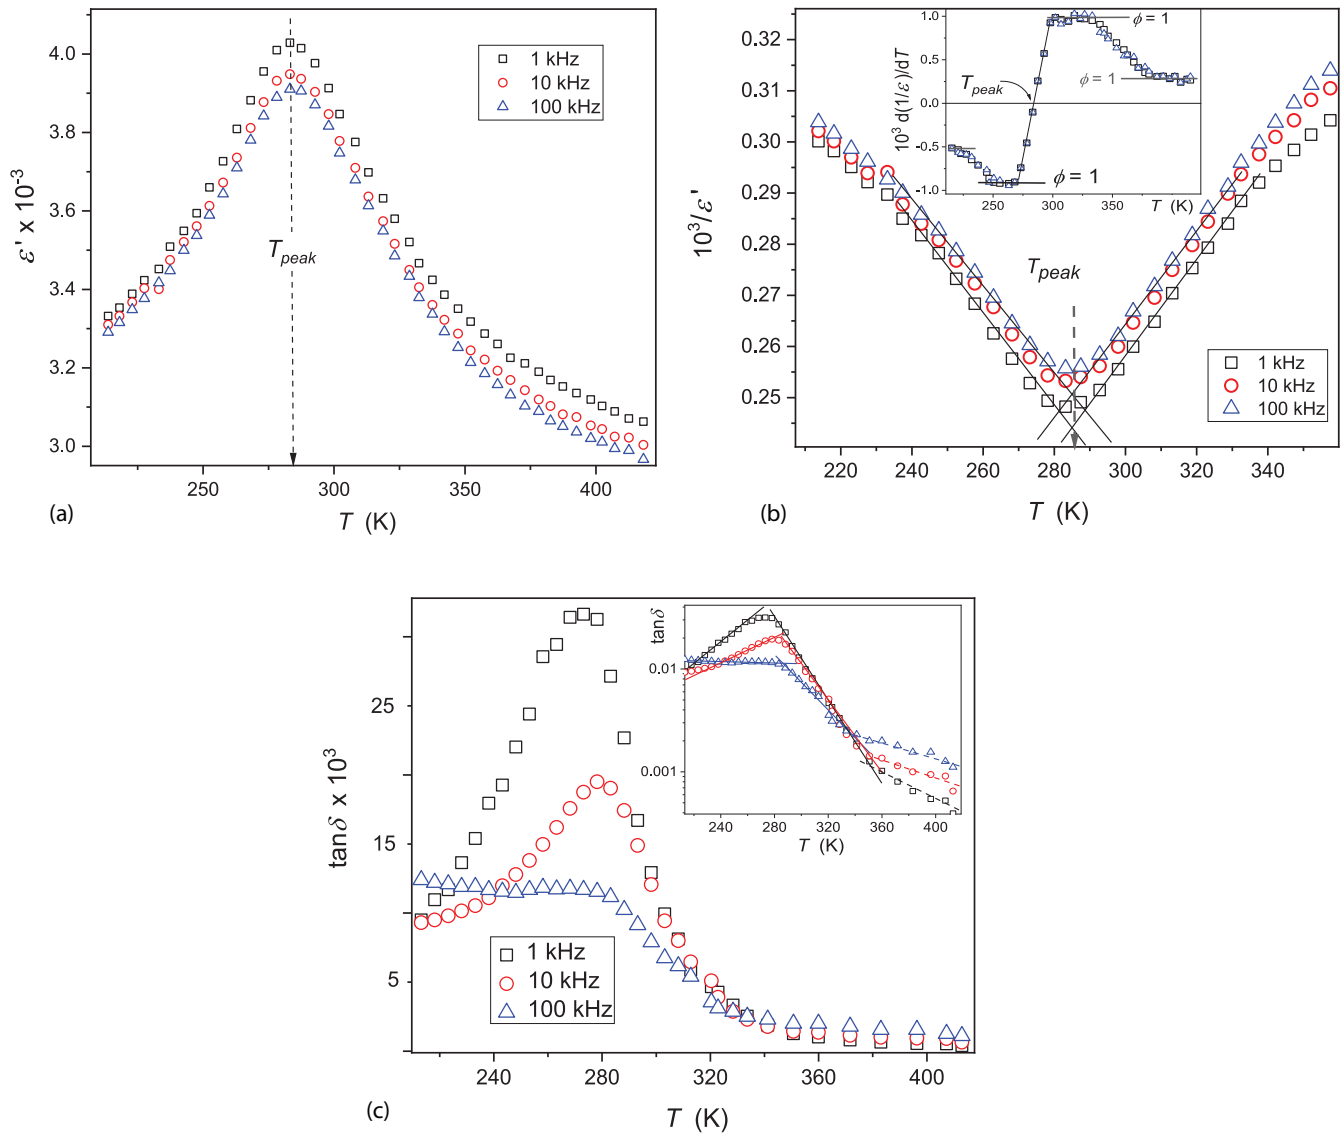 4.0
3.8
3.6
3.4
3.2
3.0
ε' x 10⁻³
1 kHz
10 kHz
100 kHz
T_peak
250
300
350
400
T (K)
(a)
0.32
0.31
0.30
0.29
0.28
0.27
0.26
0.25
10³/ε'
1.0
0.5
0.0
-0.5
-1.0
10³ d(1/ε)/dT
ϕ = 1
ϕ = 1
T_peak
ϕ = 1
250
300
350
T (K)
T_peak
1 kHz
10 kHz
100 kHz
220
240
260
280
300
320
340
T (K)
(b)
25
15
5
tanδ x 10³
tanδ
0.01
0.001
240
280
320
360
400
T (K)
1 kHz
10 kHz
100 kHz
240
280
320
360
400
T (K)
(c)